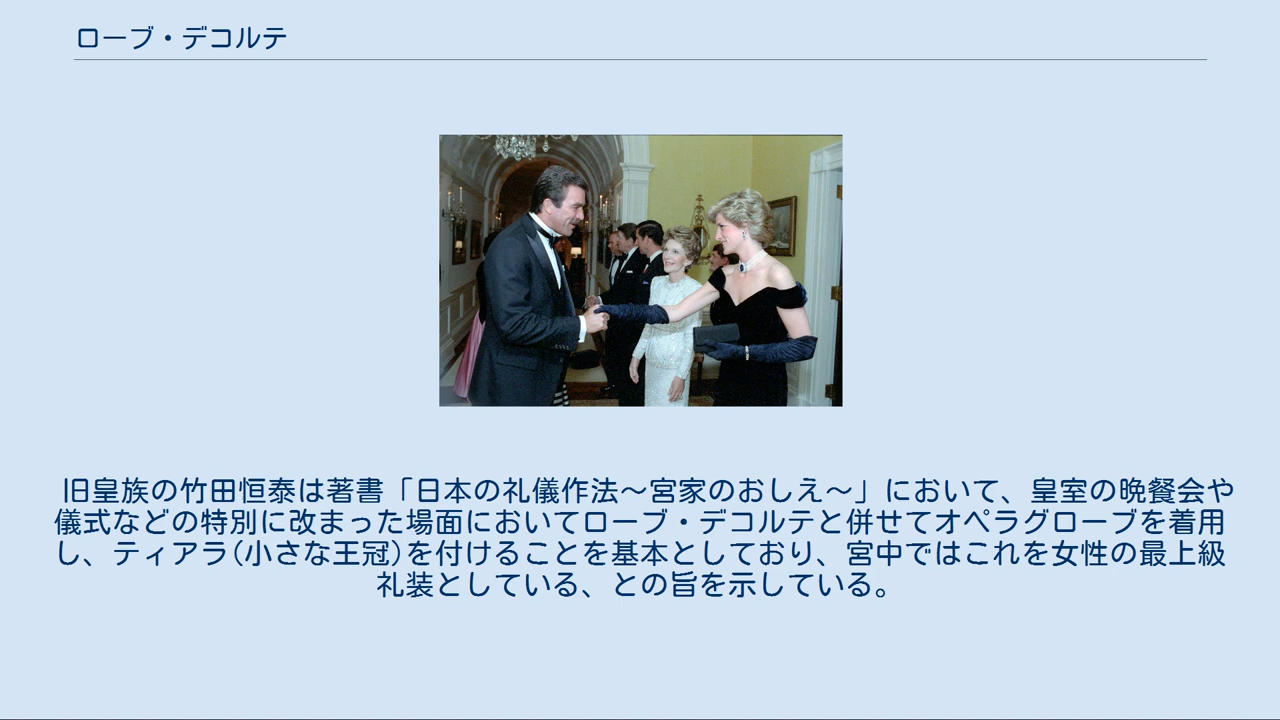 ローブ・デコルテ
旧皇族の竹田恒泰は著書「日本の礼儀作法〜宮家のおしえ〜」において、皇室の晩餐会や
儀式などの特別に改まった場面においてローブ・デコルテと併せてオペラグローブを着用
し、ティアラ(小さな王冠)を付けることを基本としており、宮中ではこれを女性の最上級
礼装としている、との旨を示している。